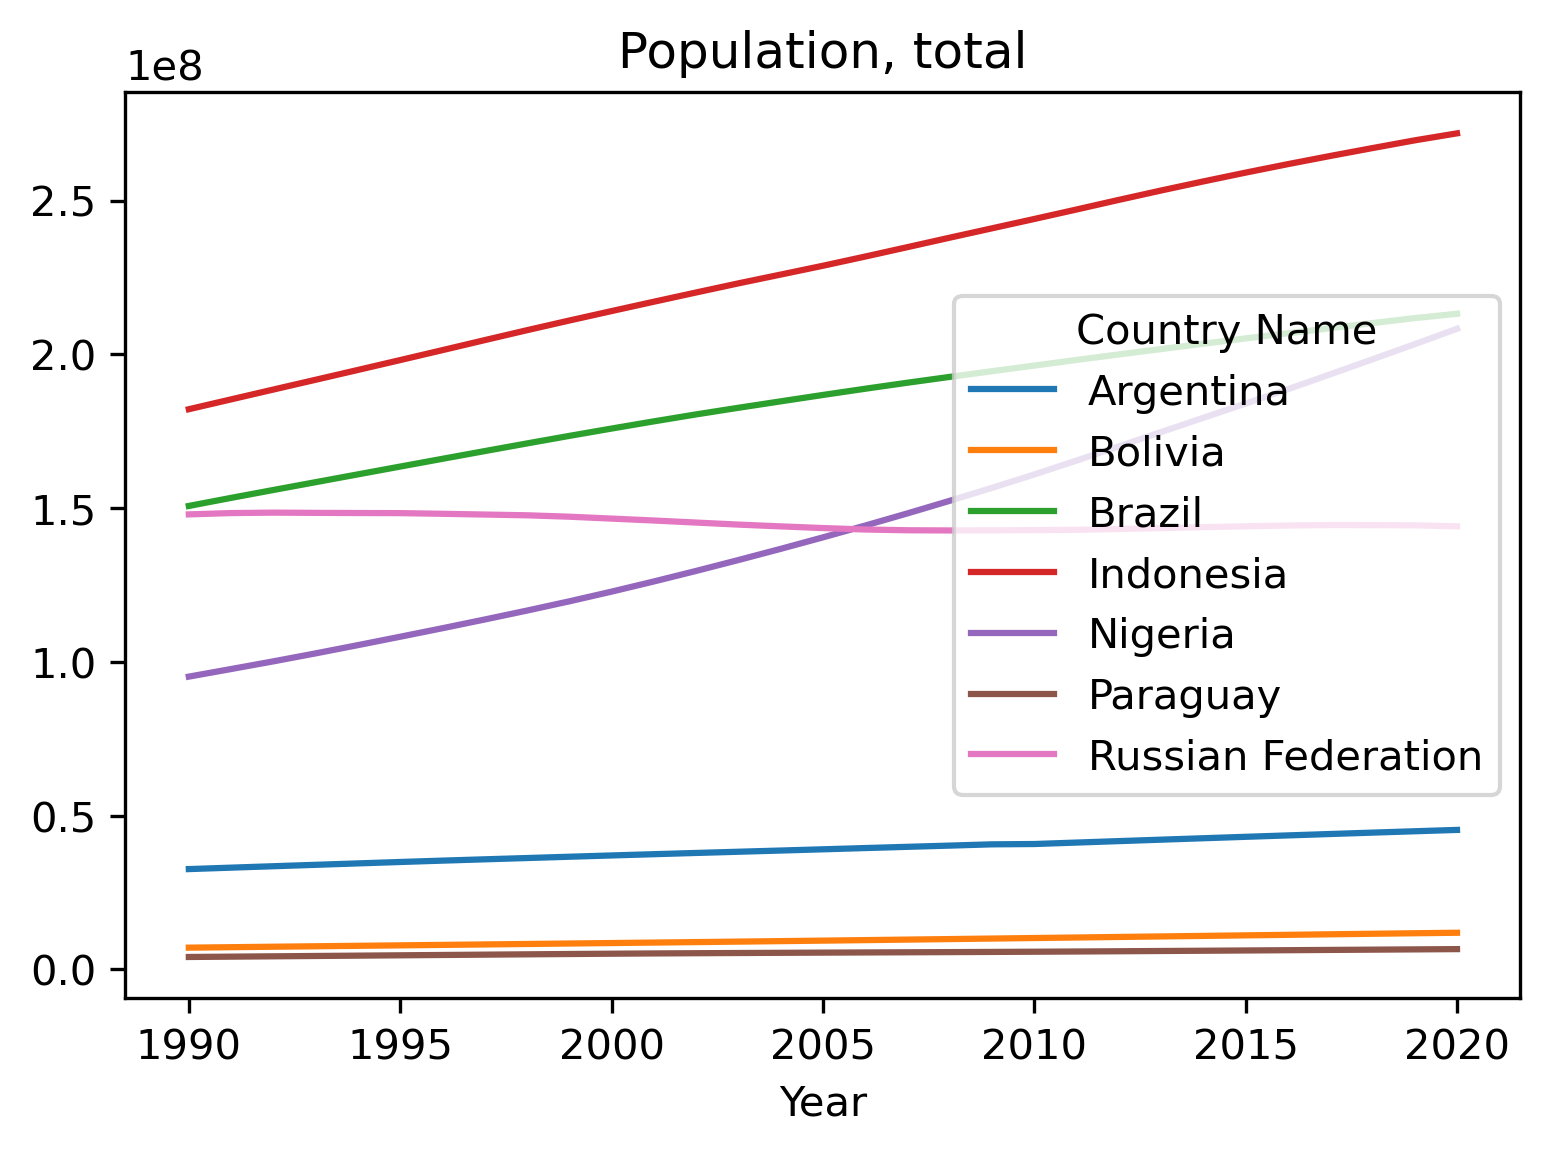 Population, total
1e8
2.5
2.0
1.5
1.0
0.5
0.0
Country Name
Argentina
Bolivia
Brazil
Indonesia
Nigeria
Paraguay
Russian Federation
1990 1995 2000 2005 2010 2015 2020
Year